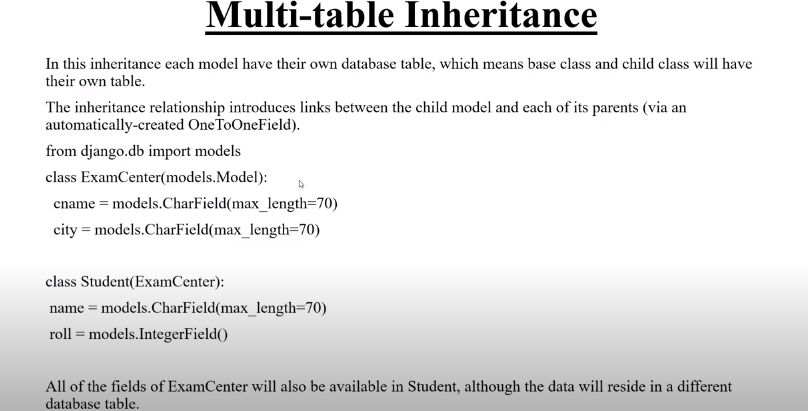 Multi-table Inheritance
In this inheritance each model have their own database table, which means base class and child class will have
their own table.
The inheritance relationship introduces links between the child model and each of its parents (via an
automatically-created OneToOneField).
from django.db import models
class ExamCenter(models.Model):
cname = models.CharField(max_length=70)
city = models.CharField(max_length=70)
class Student(ExamCenter):
name = models.CharField(max_length=70)
roll = models.IntegerField()
All of the fields of ExamCenter will also be available in Student, although the data will reside in a different
database table.